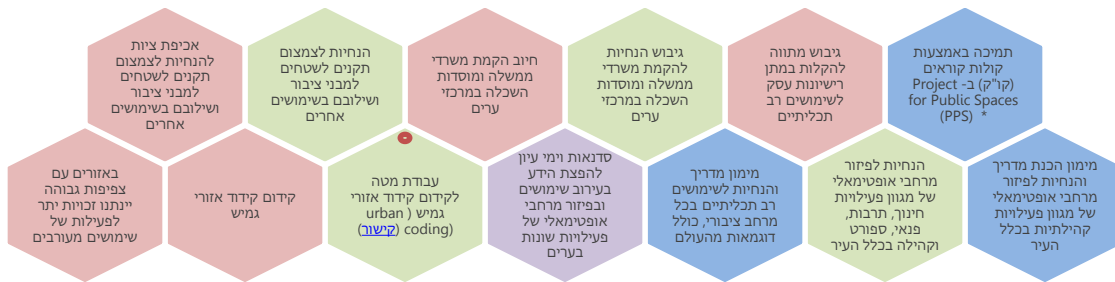 תמיכה באמצעות
קולות קוראים
(קו"ק) ב- Project
for Public Spaces
(PPS) *
גיבוש מתווה
להקלות במתן
רישיונות עסק
לשימושים רב
תכליתיים
גיבוש הנחיות
להקמת משרדי
ממשלה ומוסדות
השכלה במרכזי
ערים
חיוב הקמת משרדי
ממשלה ומוסדות
השכלה במרכזי
ערים
הנחיות לצמצום
תקנים לשטחים
למבני ציבור
ושילובם בשימושים
אחרים
אכיפת ציות
להנחיות לצמצום
תקנים לשטחים
למבני ציבור
ושילובם בשימושים
אחרים
מימון הכנת מדריך
והנחיות לפיזור
מרחבי אופטימאלי
של מגוון פעילויות
קהילתיות בכלל
העיר
הנחיות לפיזור
מרחבי אופטימאלי
של מגוון פעילויות
חינוך, תרבות,
פנאי, ספורט
וקהילה בכלל העיר
מימון מדריך
והנחיות לשימושים
רב תכליתיים בכל
מרחב ציבורי, כולל
דוגמאות מהעולם
סדנאות וימי עיון
להפצת הידע
בעירוב שימושים
ובפיזור מרחבי
אופטימאלי של
פעילויות שונות
בערים
-
עבודת מטה
לקידום קידוד אזורי
גמיש ( urban
coding) (קישור)
קידום קידוד אזורי
גמיש
באזורים עם
צפיפות גבוהה
יינתנו זכויות יתר
לפעילות של
שימושים מעורבים